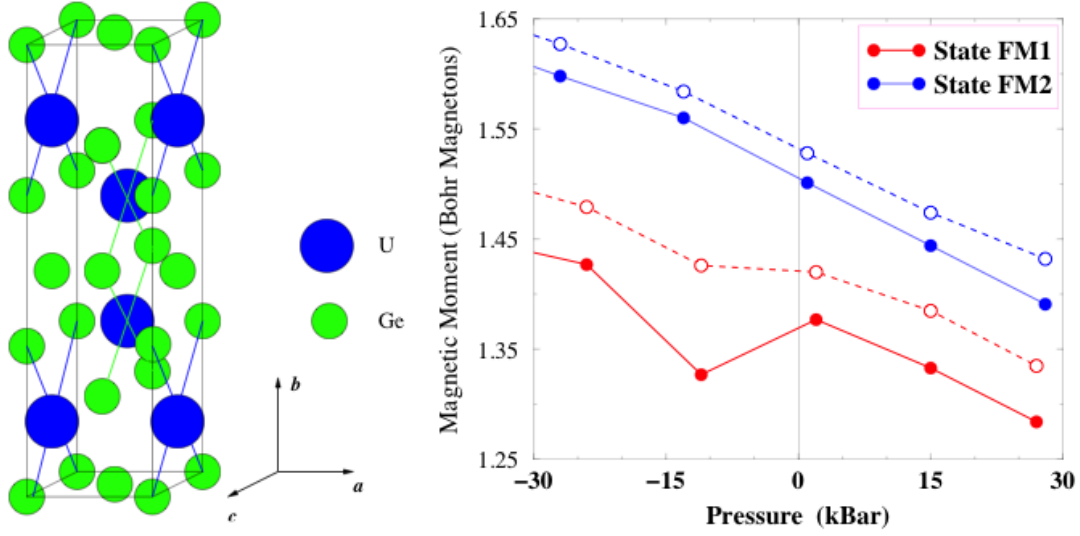 U
Ge
b
a
c
Magnetic Moment (Bohr Magnetons)
1.65
1.55
1.45
1.35
1.25
State FM1
State FM2
-30
-15
0
15
30
Pressure (kBar)